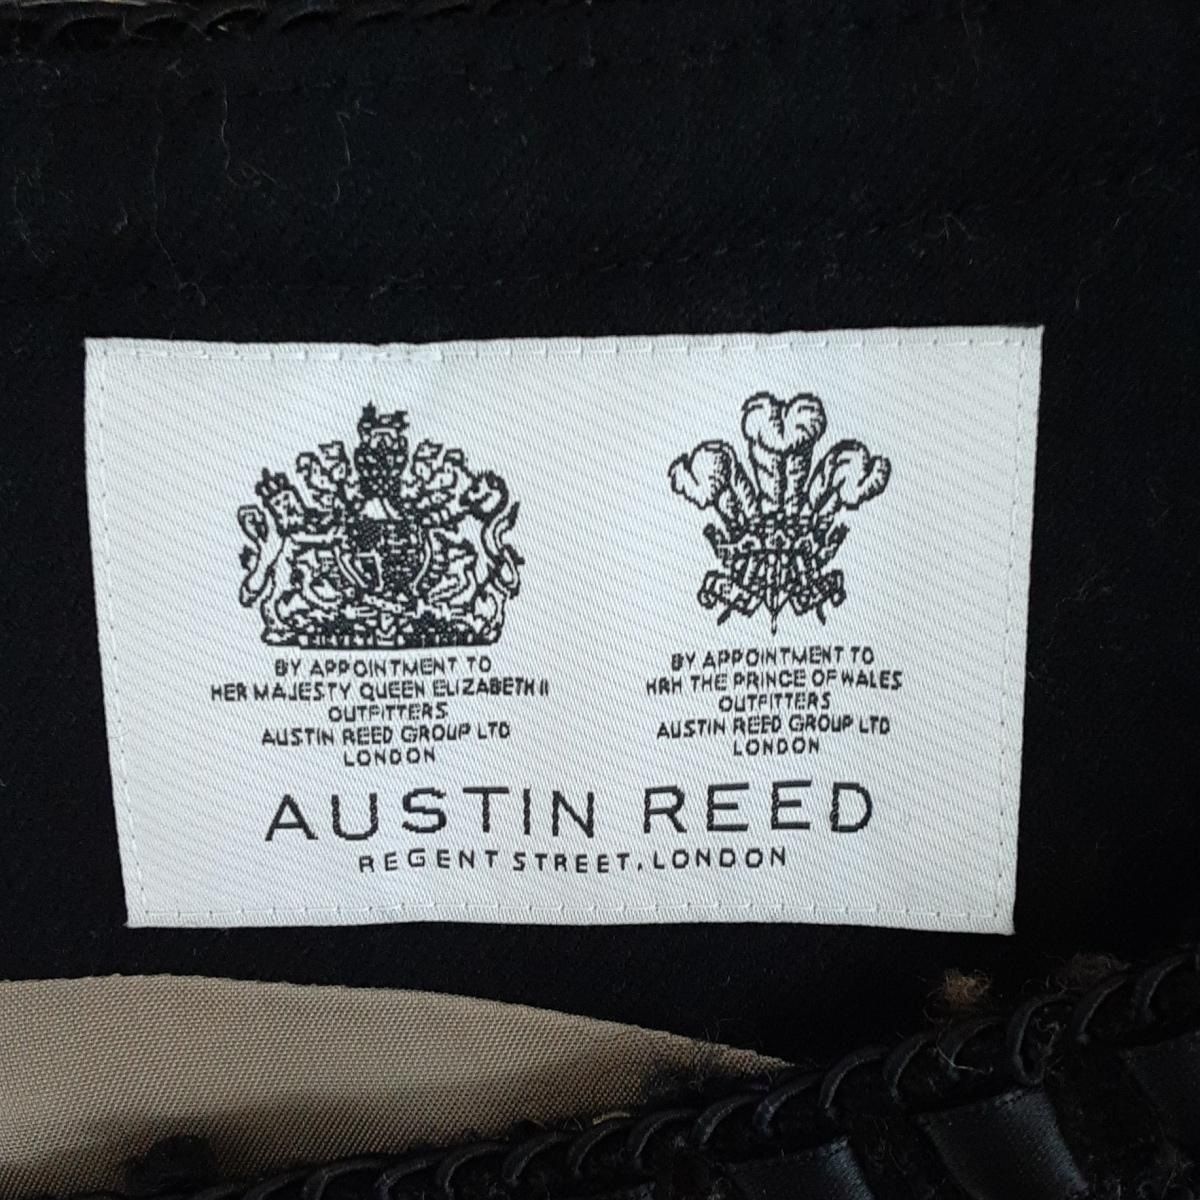 BY APPOINTMENT TO
HER MAJESTY QUEEN ELIZABETH II
OUTFITTERS
AUSTIN REED GROUP LTD
LONDON
BY APPOINTMENT TO
HRH THE PRINCE OF WALES
OUTFITTERS
AUSTIN REED GROUP LTD
LONDON
AUSTIN REED
REGENT STREET, LONDON